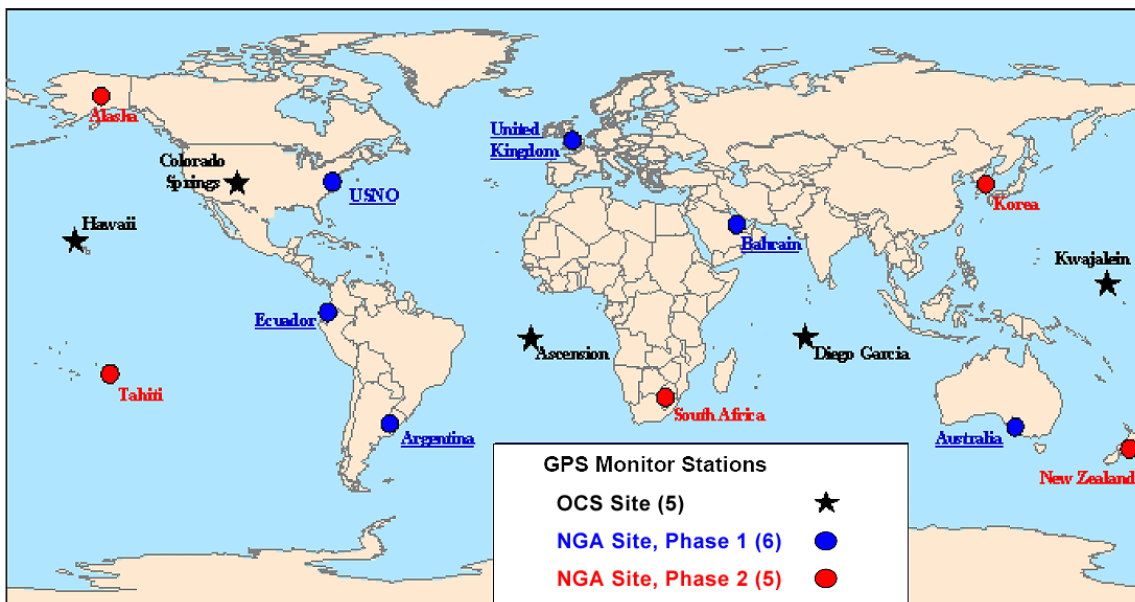 Alaska
United
Kingdom
Colorado
Springs
USNO
Korea
Hawaii
Bahrain
Kwajalein
Ecuador
Ascension
Diego Garcia
Tahiti
South Africa
Argentina
Australia
New Zealand
GPS Monitor Stations
OCS Site (5)
NGA Site, Phase 1 (6)
NGA Site, Phase 2 (5)